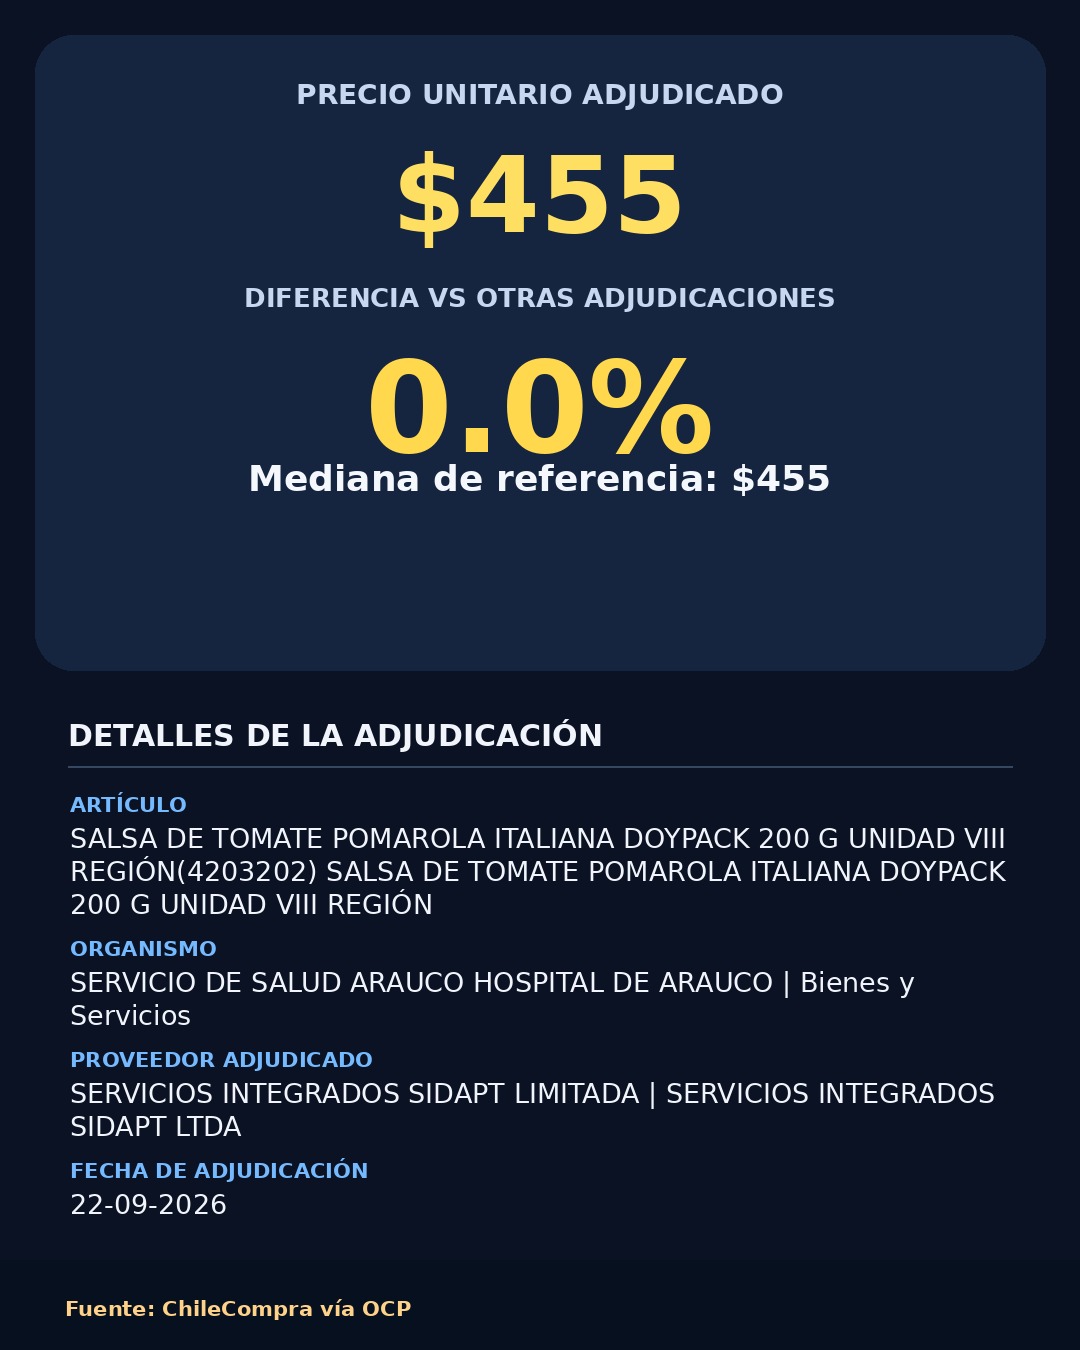 PRECIO UNITARIO ADJUDICADO
$455
DIFERENCIA VS OTRAS ADJUDICACIONES
0.0%
Mediana de referencia: $455
DETALLES DE LA ADJUDICACIÓN
ARTÍCULO
SALSA DE TOMATE POMAROLA ITALIANA DOYPACK 200 G UNIDAD VIII
REGIÓN(4203202) SALSA DE TOMATE POMAROLA ITALIANA DOYPACK
200 G UNIDAD VIII REGIÓN
ORGANISMO
SERVICIO DE SALUD ARAUCO HOSPITAL DE ARAUCO | Bienes y
Servicios
PROVEEDOR ADJUDICADO
SERVICIOS INTEGRADOS SIDAPT LIMITADA | SERVICIOS INTEGRADOS
SIDAPT LTDA
FECHA DE ADJUDICACIÓN
22-09-2026
Fuente: ChileCompra vía OCP